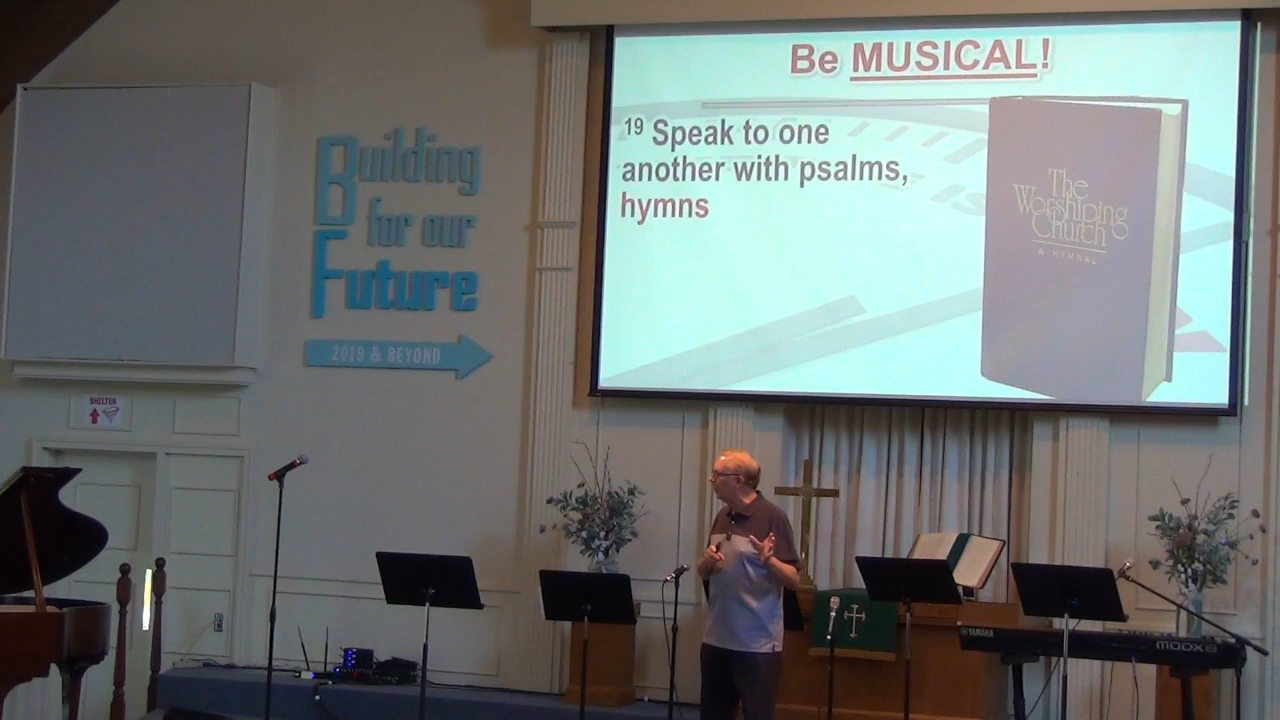 Be MUSICAL!
19 Speak to one
another with psalms,
hymns
The
Worshiping
Church
A HYMNAL
Building
for our
Future
2019 & BEYOND
SHELTER
YAMAHA
MODX8